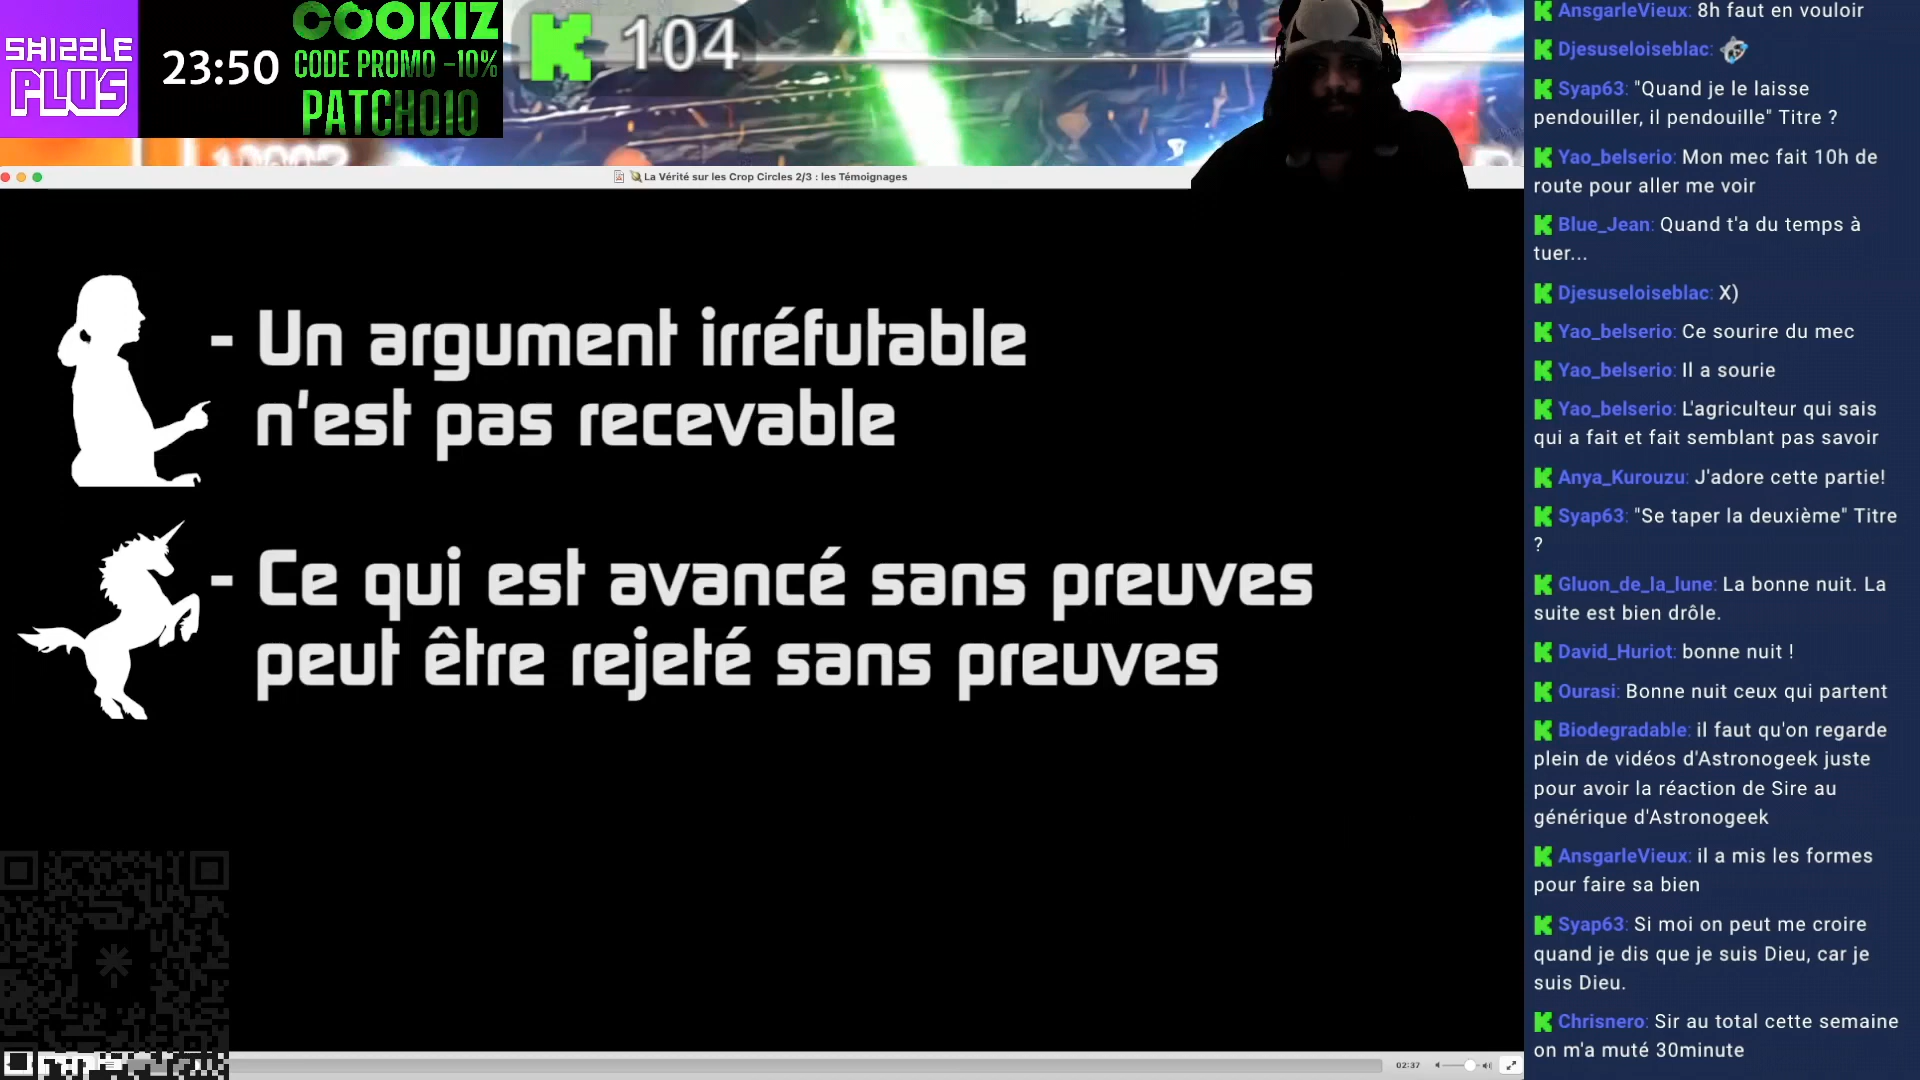 SHIZZLE
PLUS
23:50
COOKIZ
CODE PROMO -10%
PATCHO10
104
La Vérité sur les Crop Circles 2/3 : les Témoignages
- Un argument irréfutable
n'est pas recevable
- Ce qui est avancé sans preuves
peut être rejeté sans preuves
02:37
AnsgarleVieux: 8h faut en vouloir
Djesuseloiseblac:
Syap63: "Quand je le laisse
pendouiller, il pendouille" Titre ?
Yao_belserio: Mon mec fait 10h de
route pour aller me voir
Blue_Jean: Quand t'a du temps à
tuer...
Djesuseloiseblac: X)
Yao_belserio: Ce sourire du mec
Yao_belserio: Il a sourie
Yao_belserio: L'agriculteur qui sais
qui a fait et fait semblant pas savoir
Anya_Kurouzu: J'adore cette partie!
Syap63: "Se taper la deuxième" Titre
?
Gluon_de_la_lune: La bonne nuit. La
suite est bien drôle.
David_Huriot: bonne nuit !
Ourasi: Bonne nuit ceux qui partent
Biodegradable: il faut qu'on regarde
plein de vidéos d'Astronogeek juste
pour avoir la réaction de Sire au
générique d'Astronogeek
AnsgarleVieux: il a mis les formes
pour faire sa bien
Syap63: Si moi on peut me croire
quand je dis que je suis Dieu, car je
suis Dieu.
Chrisnero: Sir au total cette semaine
on m'a muté 30minute